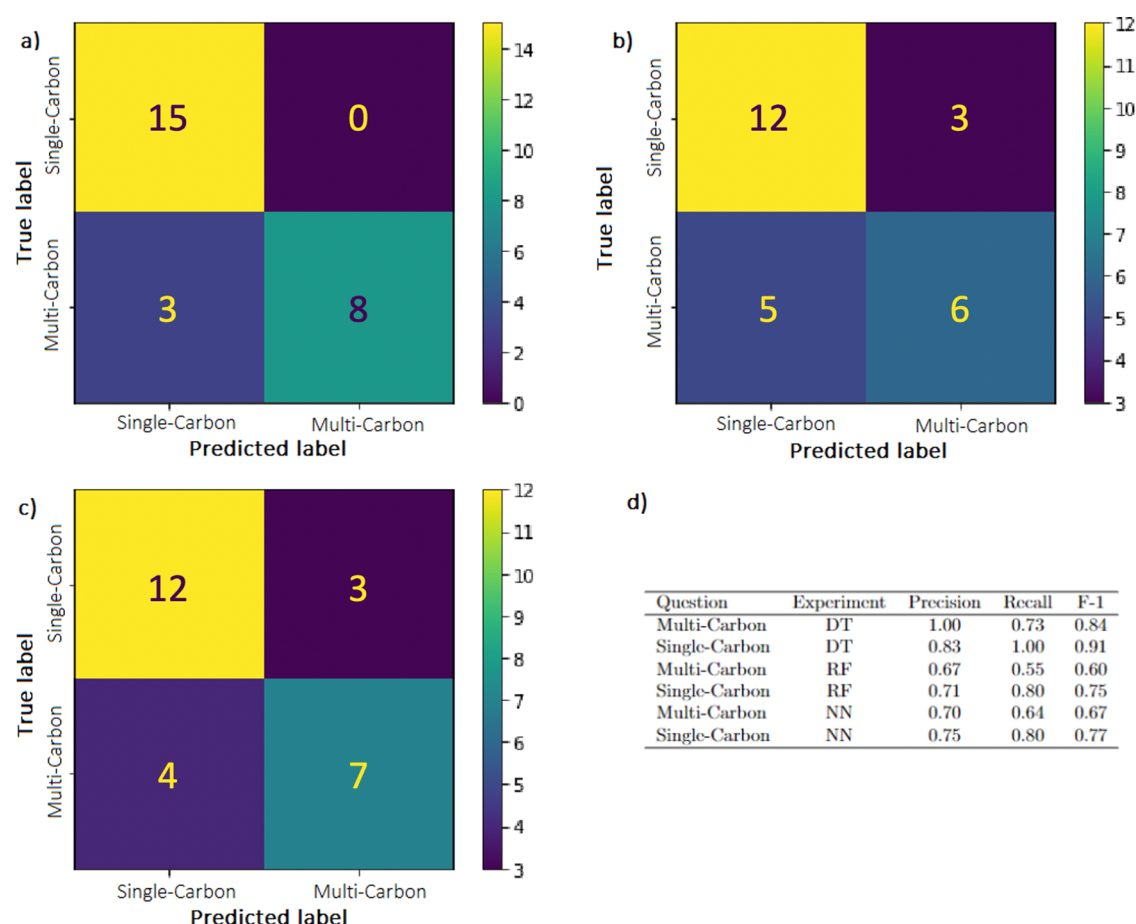 a)
True label
Single-Carbon
Multi-Carbon
15
0
3
8
Single-Carbon
Multi-Carbon
Predicted label
14
12
10
8
6
4
2
0
b)
True label
Single-Carbon
Multi-Carbon
12
3
5
6
Single-Carbon
Multi-Carbon
Predicted label
12
11
10
9
8
7
6
5
4
3
c)
True label
Single-Carbon
Multi-Carbon
12
3
4
7
Single-Carbon
Multi-Carbon
Predicted label
12
11
10
9
8
7
6
5
4
3
d)
Question Experiment Precision Recall F-1
Multi-Carbon DT 1.00 0.73 0.84
Single-Carbon DT 0.83 1.00 0.91
Multi-Carbon RF 0.67 0.55 0.60
Single-Carbon RF 0.71 0.80 0.75
Multi-Carbon NN 0.70 0.64 0.67
Single-Carbon NN 0.75 0.80 0.77